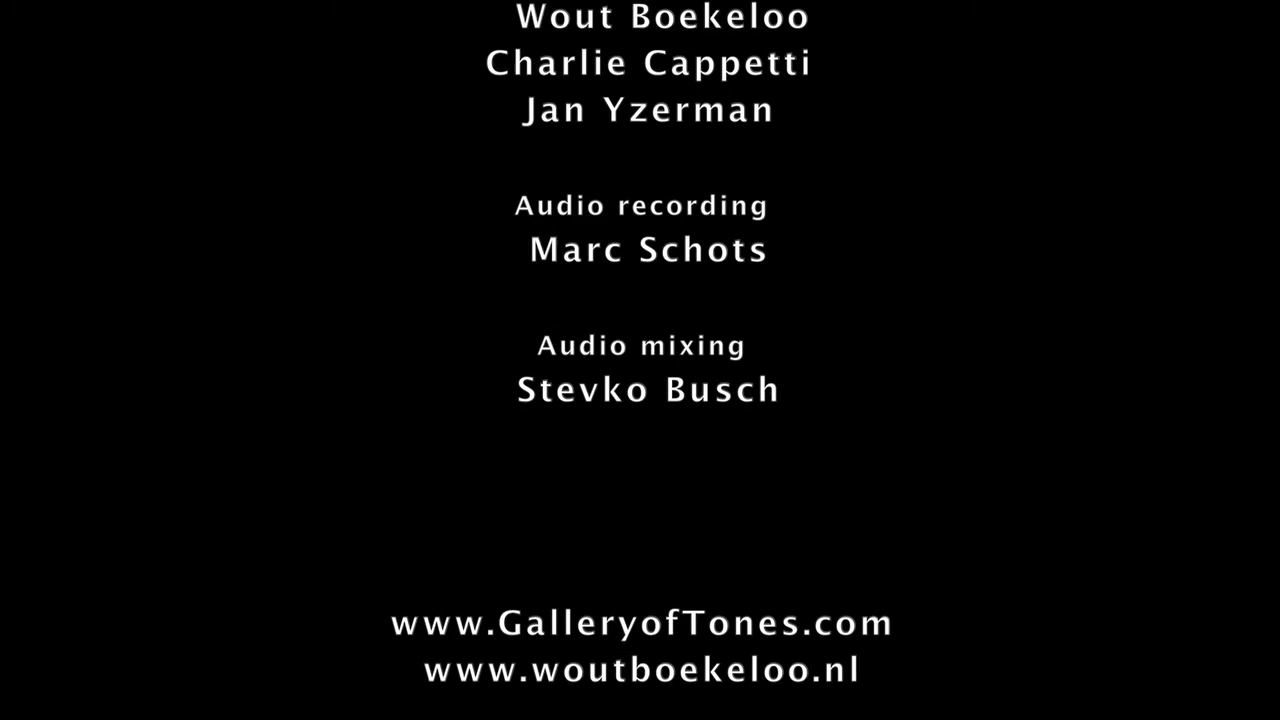 Wout Boekeloo
Charlie Cappetti
Jan Yzerman
Audio recording
Marc Schots
Audio mixing
Stevko Busch
www.GalleryofTones.com
www.woutboekeloo.nl